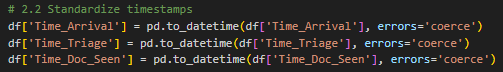 # 2.2 Standardize timestamps
df['Time_Arrival'] = pd.to_datetime(df['Time_Arrival'], errors='coerce')
df['Time_Triage'] = pd.to_datetime(df['Time_Triage'], errors='coerce')
df['Time_Doc_Seen'] = pd.to_datetime(df['Time_Doc_Seen'], errors='coerce')